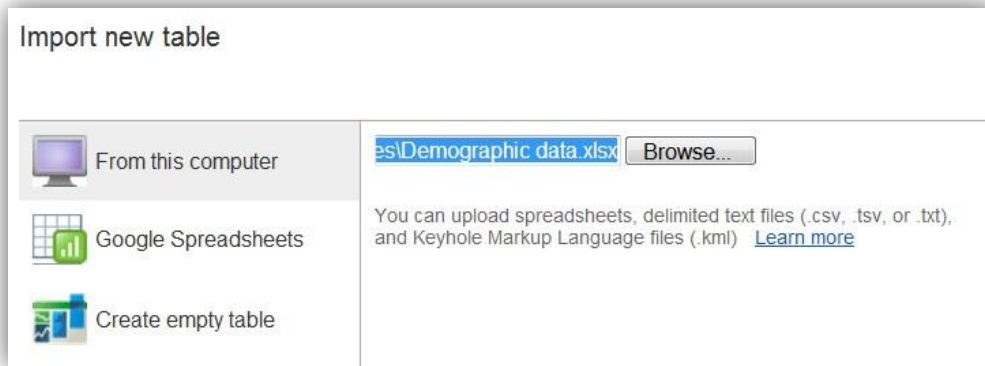 Import new table
From this computer
es\Demographic data.xlsx Browse...
You can upload spreadsheets, delimited text files (.csv, .tsv, or .txt),
and Keyhole Markup Language files (.kml) Learn more
Google Spreadsheets
Create empty table